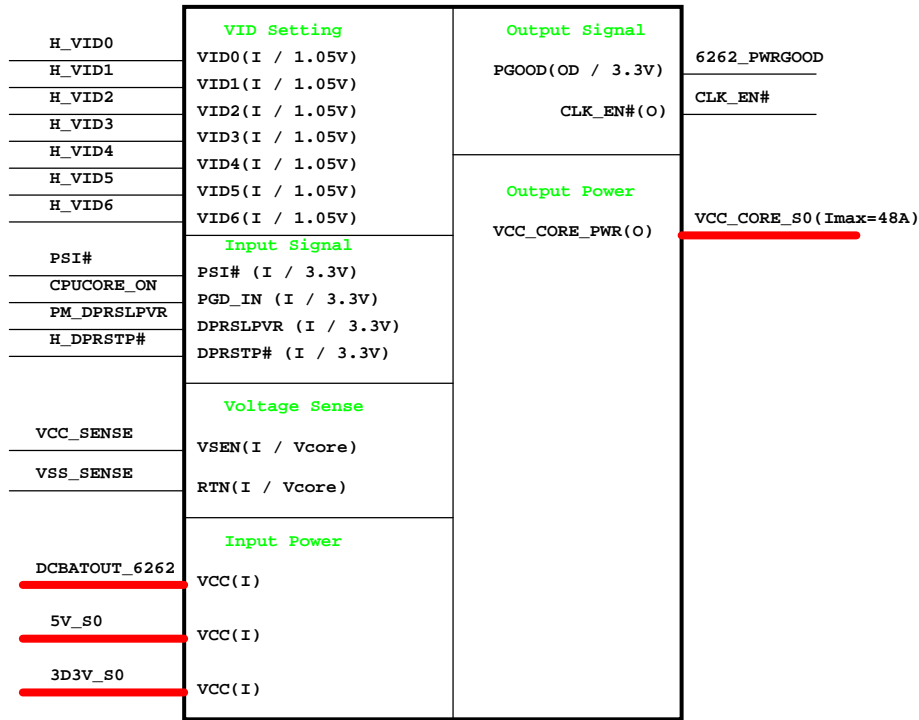 VID Setting
H_VID0
VID0(I / 1.05V)
H_VID1
VID1(I / 1.05V)
H_VID2
VID2(I / 1.05V)
H_VID3
VID3(I / 1.05V)
H_VID4
VID4(I / 1.05V)
H_VID5
VID5(I / 1.05V)
H_VID6
VID6(I / 1.05V)
Input Signal
PSI#
PSI# (I / 3.3V)
CPUCORE_ON
PGD_IN (I / 3.3V)
PM_DPRSLPVR
DPRSLPVR (I / 3.3V)
H_DPRSTP#
DPRSTP# (I / 3.3V)
Voltage Sense
VCC_SENSE
VSEN(I / Vcore)
VSS_SENSE
RTN(I / Vcore)
Input Power
DCBATOUT_6262
VCC(I)
5V_S0
VCC(I)
3D3V_S0
VCC(I)
Output Signal
PGOOD(OD / 3.3V)
6262_PWRGOOD
CLK_EN#(O)
CLK_EN#
Output Power
VCC_CORE_PWR(O)
VCC_CORE_S0(Imax=48A)